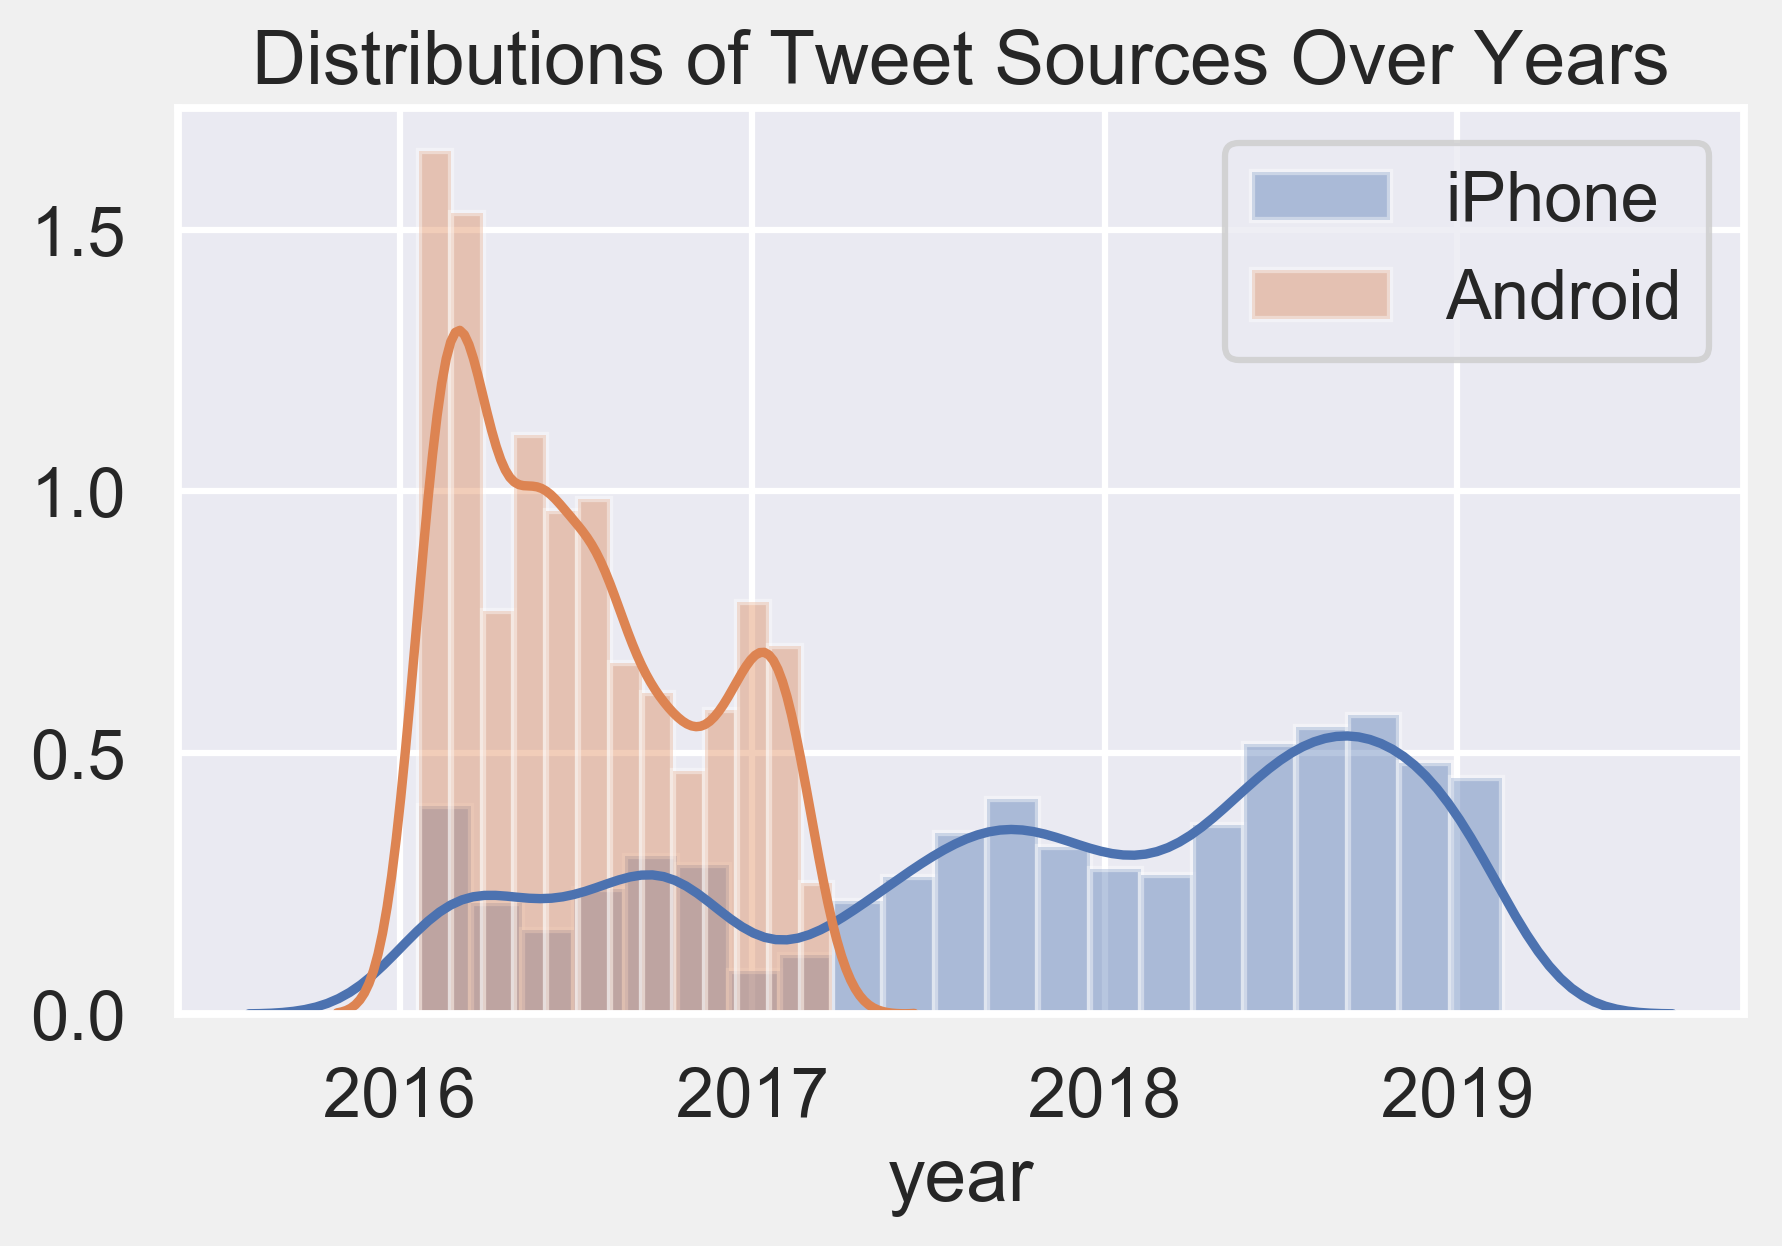 Distributions of Tweet Sources Over Years
iPhone
Android
1.5
1.0
0.5
0.0
2016 2017 2018 2019
year